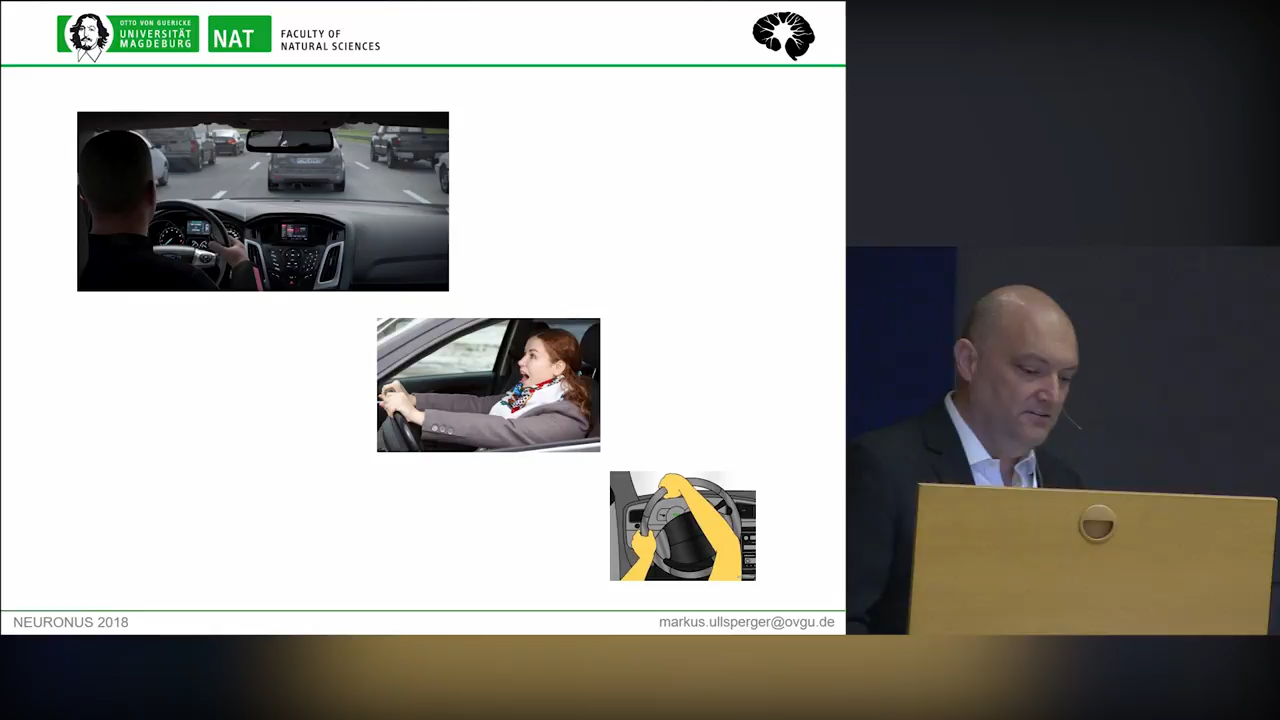 OTTO VON GUERICKE
UNIVERSITÄT
MAGDEBURG
NAT
FACULTY OF
NATURAL SCIENCES
NEURONUS 2018
markus.ullsperger@ovgu.de